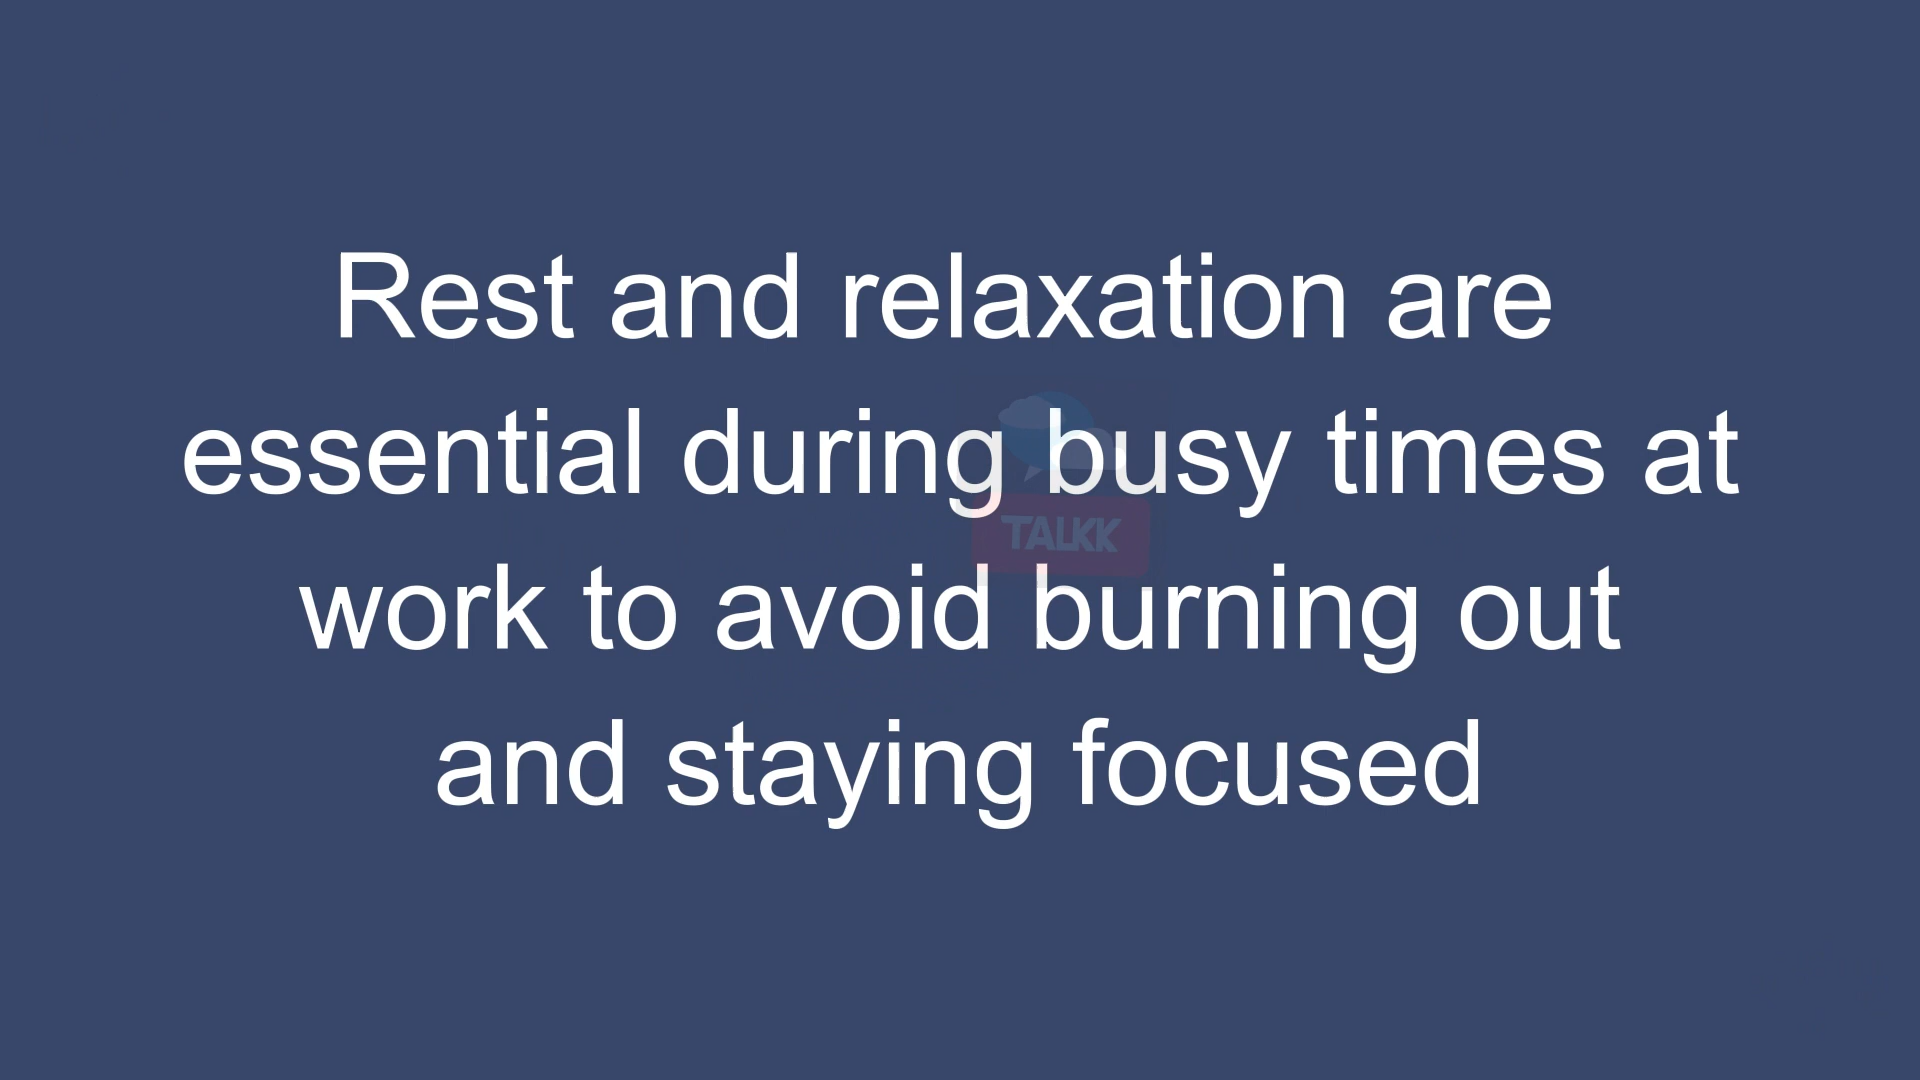 Rest and relaxation are
essential during busy times at
TALKK
work to avoid burning out
and staying focused